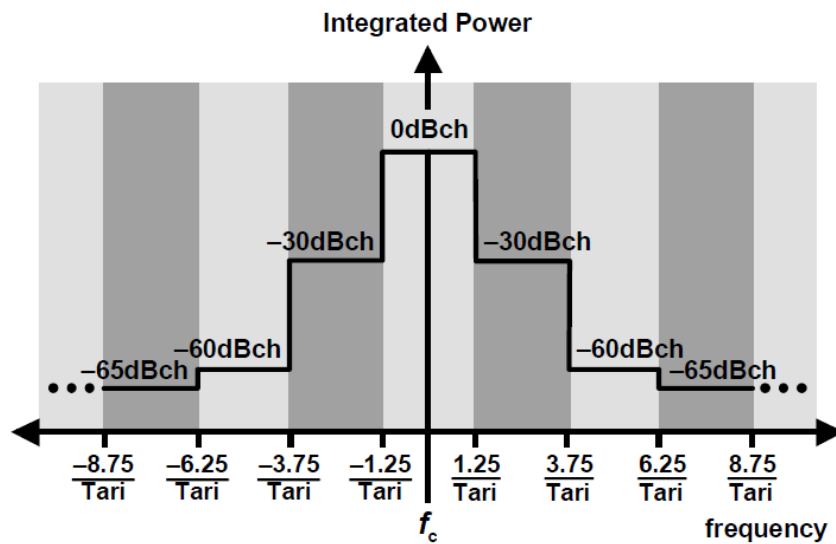 Integrated Power
0dBch
–30dBch
–30dBch
–60dBch
–60dBch
–65dBch
–65dBch
–8.75
Tari
–6.25
Tari
–3.75
Tari
–1.25
Tari
1.25
Tari
3.75
Tari
6.25
Tari
8.75
Tari
fc
frequency